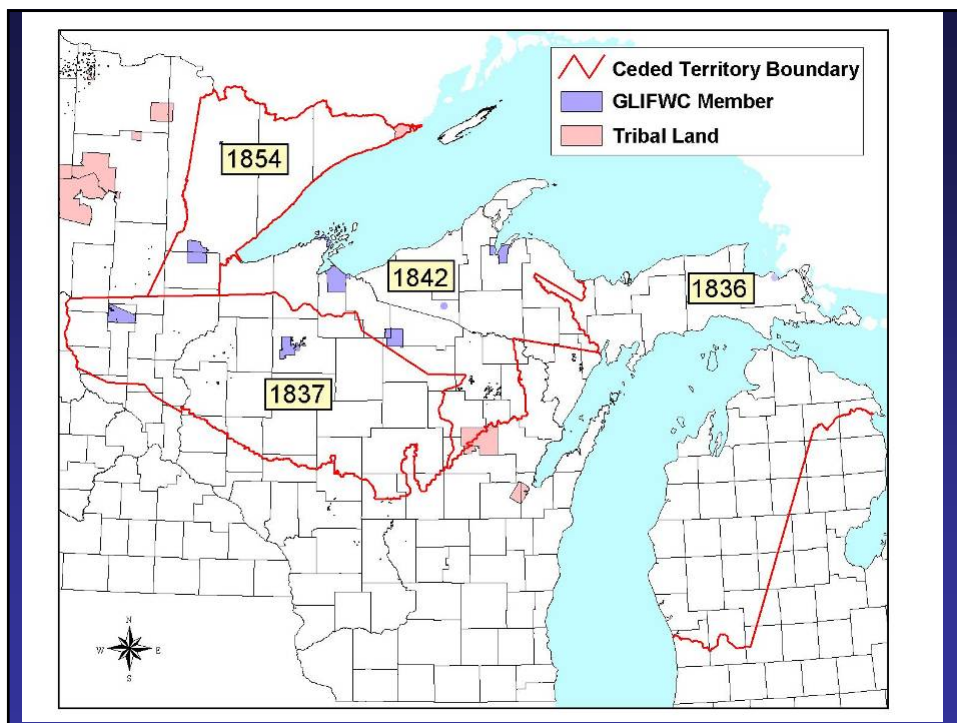 Ceded Territory Boundary
GLIFWC Member
Tribal Land
1854
1842
1836
1837
N
W E
S